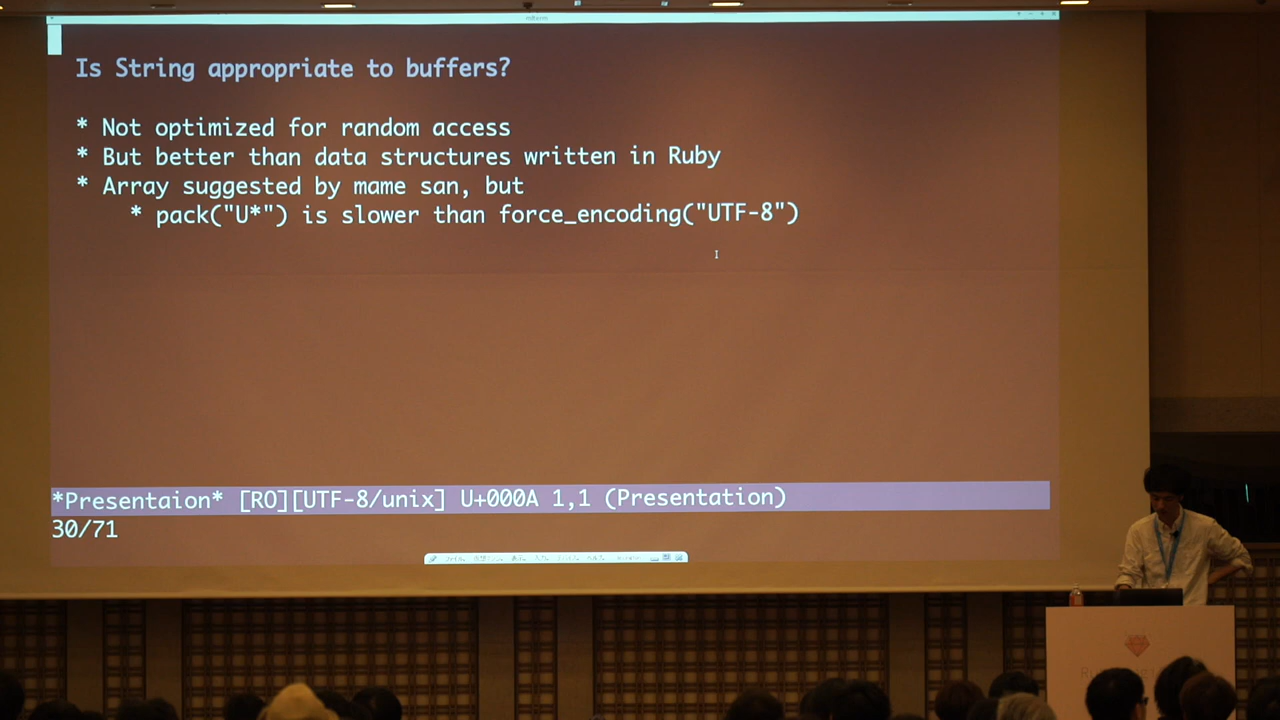 Is String appropriate to buffers?
* Not optimized for random access
* But better than data structures written in Ruby
* Array suggested by mame san, but
* pack("U*") is slower than force_encoding("UTF-8")
*Presentaion* [RO][UTF-8/unix] U+000A 1,1 (Presentation)
30/71